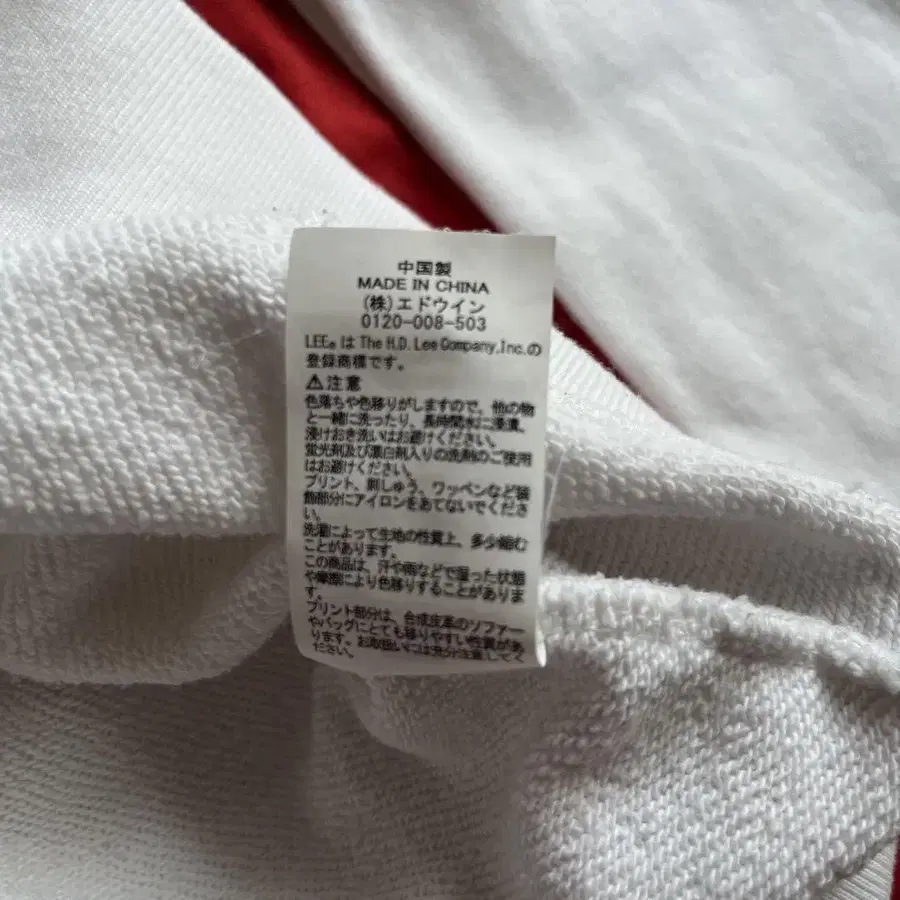 中国製
MADE IN CHINA
(株)エドウイン
0120-008-503
LEE® は The H.D. Lee Company, Inc. の
登録商標です。
⚠注意
色落ちや色移りがしますので、他の物
と一緒に洗ったり、長時間水に浸漬、
浸けおき洗いはお避けください。
蛍光剤及び漂白剤入りの洗剤のご使用
はお避けください。
プリント、刺しゅう、ワッペンなど装
飾部分にアイロンをあてないでくださ
い。
洗濯によって生地の性質上、多少縮む
ことがあります。
この商品は、汗や雨などで湿った状態
や摩擦により色移りすることがありま
す。
プリント部分は、合成皮革のソファー
やバッグにとても移りやすい性質があ
ります。お取扱いには充分注意してく
ださい。